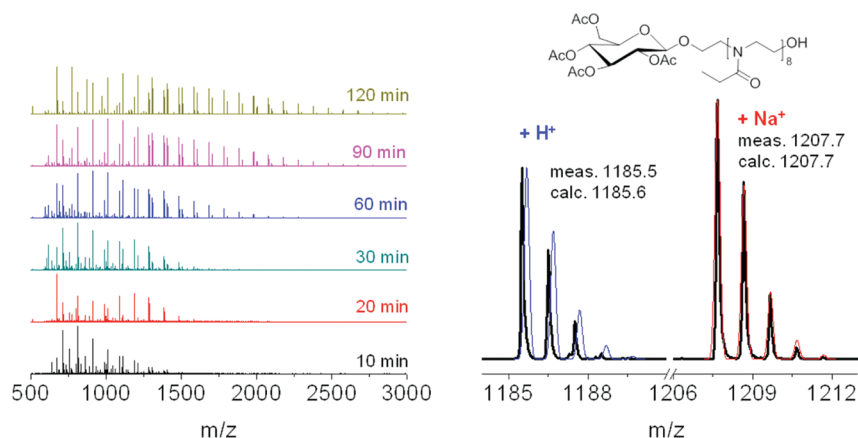 120 min
90 min
60 min
30 min
20 min
10 min
500 1000 1500 2000 2500 3000
m/z
AcO
O
O
N
OH
AcO
AcO
OAc
8
O
+ H⁺
meas. 1185.5
calc. 1185.6
+ Na⁺
meas. 1207.7
calc. 1207.7
1185 1188 1206 1209 1212
m/z